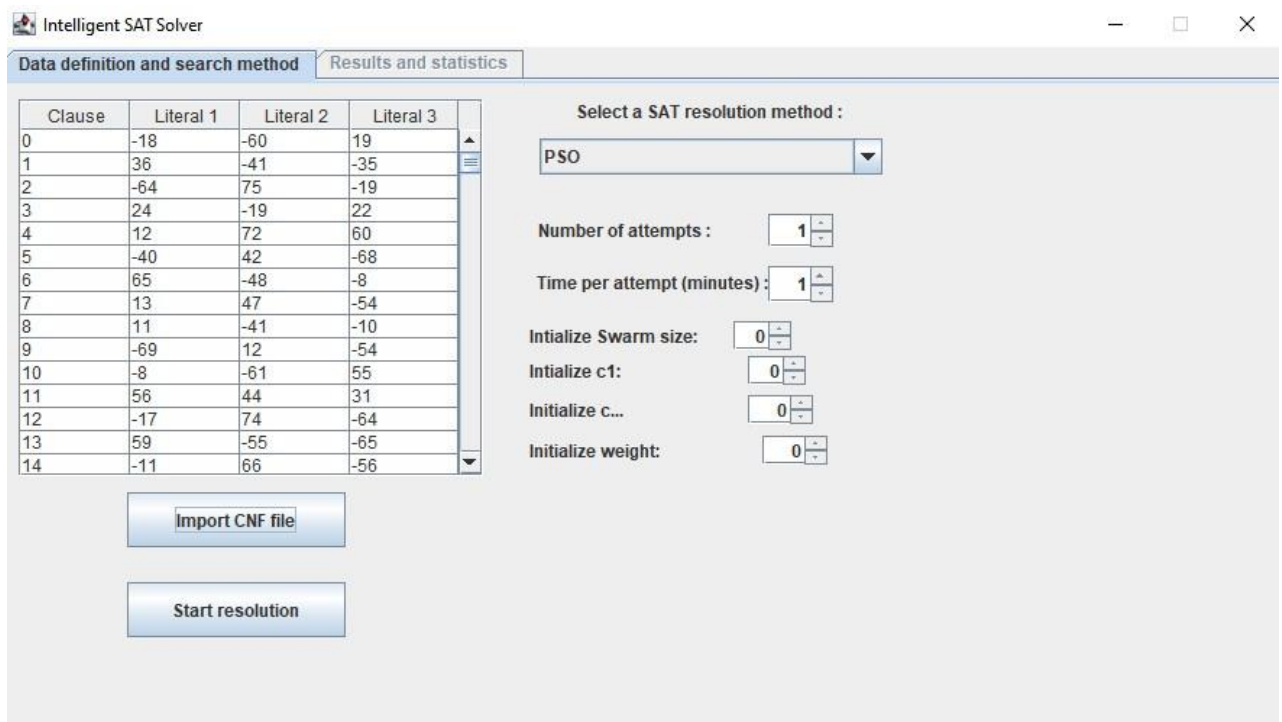 Intelligent SAT Solver
Data definition and search method Results and statistics
Clause Literal 1 Literal 2 Literal 3
0 -18 -60 19
1 36 -41 -35
2 -64 75 -19
3 24 -19 22
4 12 72 60
5 -40 42 -68
6 65 -48 -8
7 13 47 -54
8 11 -41 -10
9 -69 12 -54
10 -8 -61 55
11 56 44 31
12 -17 74 -64
13 59 -55 -65
14 -11 66 -56
Import CNF file
Start resolution
Select a SAT resolution method :
PSO
Number of attempts : 1
Time per attempt (minutes) : 1
Intialize Swarm size: 0
Intialize c1: 0
Initialize c... 0
Initialize weight: 0